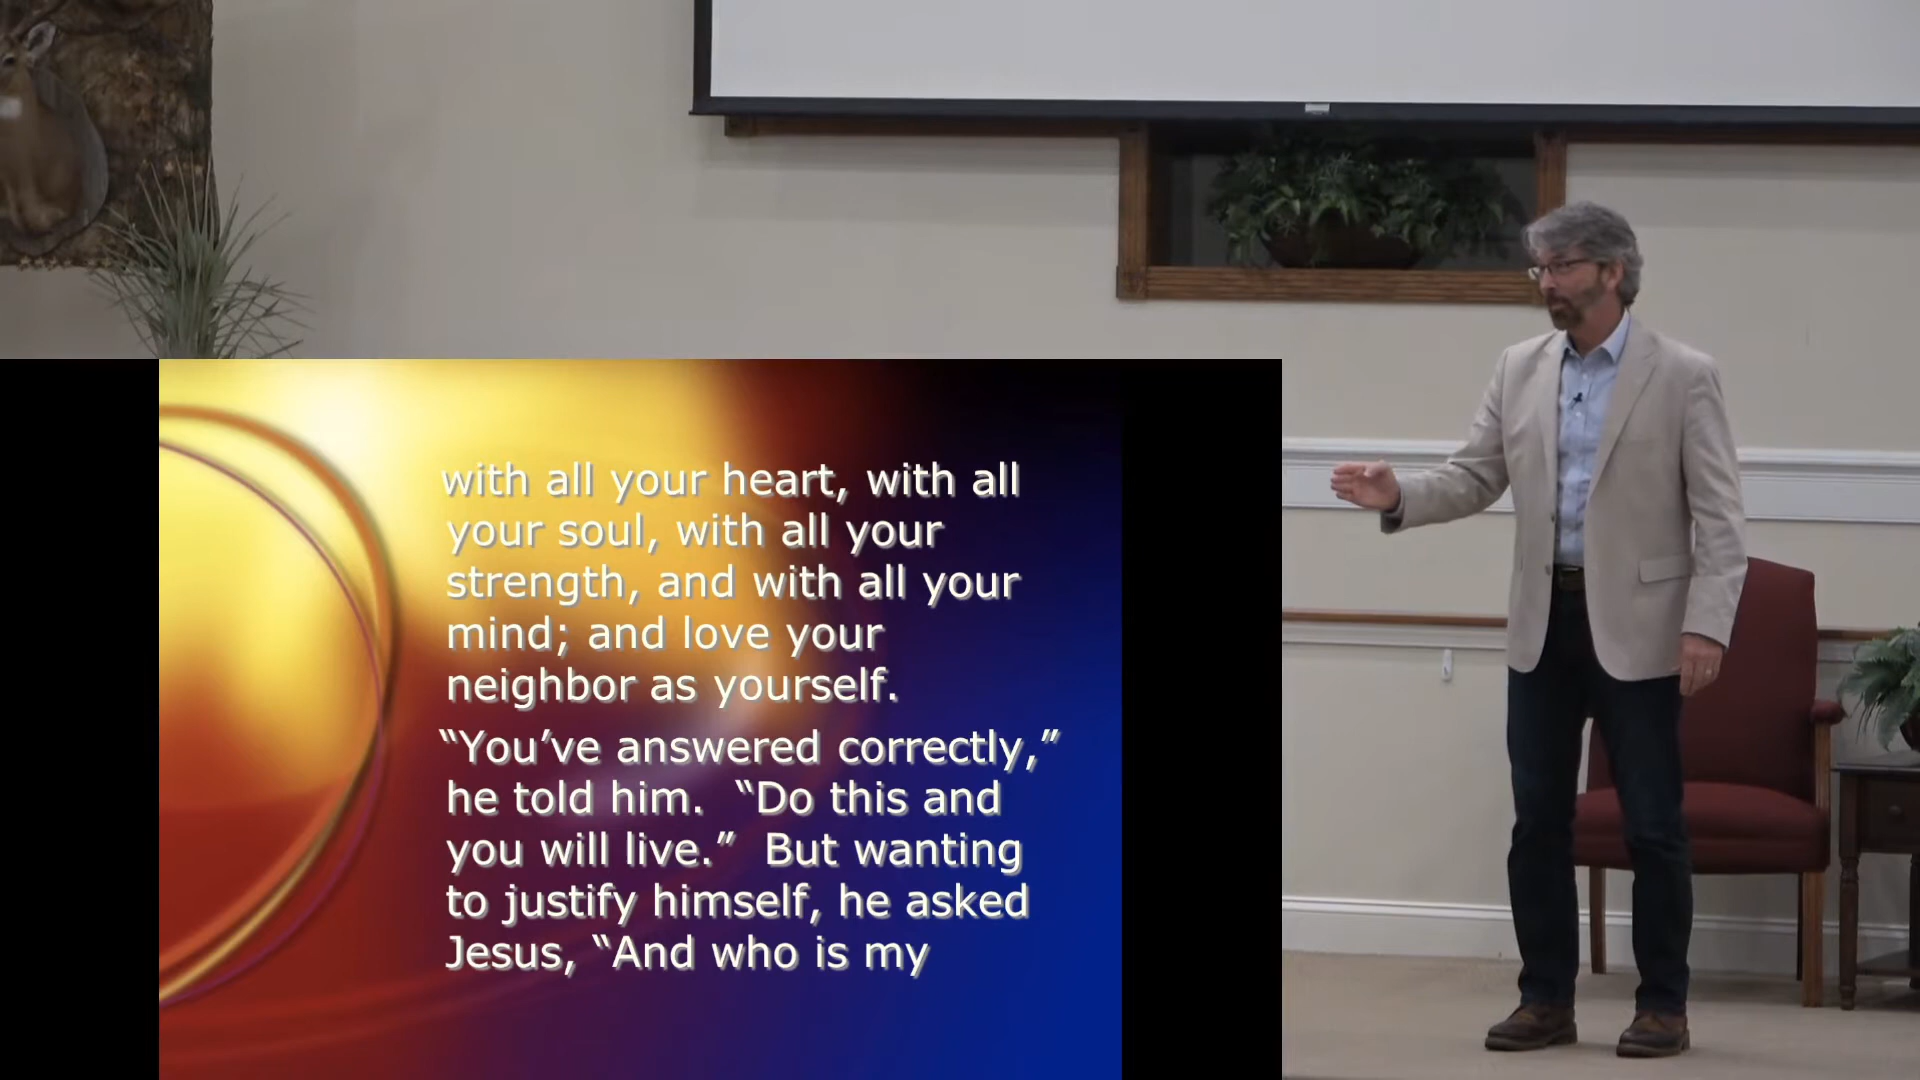 with all your heart, with all
your soul, with all your
strength, and with all your
mind; and love your
neighbor as yourself.
“You’ve answered correctly,”
he told him.  “Do this and
you will live.”  But wanting
to justify himself, he asked
Jesus, “And who is my